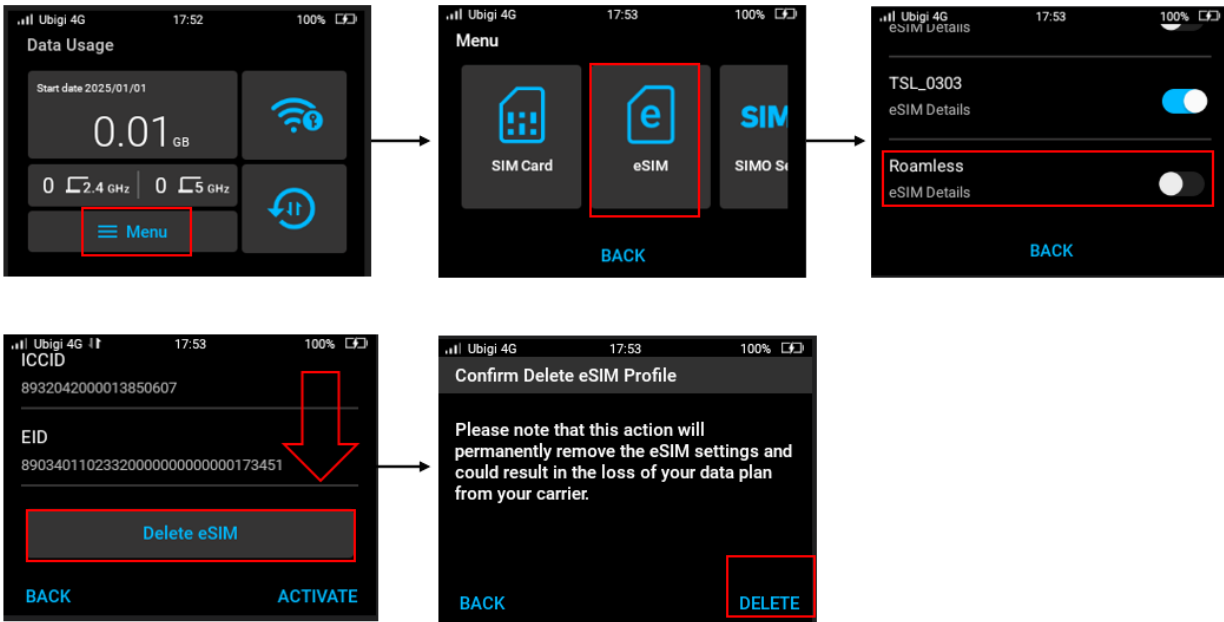 Ubigi 4G 17:52 100%
Data Usage
Start date 2025/01/01
0.01 GB
0 2.4 GHz 0 5 GHz
Menu
Ubigi 4G 17:53 100%
Menu
SIM
SIM Card eSIM SIMO Se
BACK
Ubigi 4G 17:53 100%
eSIM Details
TSL_0303
eSIM Details
Roamless
eSIM Details
BACK
Ubigi 4G 17:53 100%
ICCID
8932042000013850607
EID
89034011023320000000000000173451
Delete eSIM
BACK ACTIVATE
Ubigi 4G 17:53 100%
Confirm Delete eSIM Profile
Please note that this action will
permanently remove the eSIM settings and
could result in the loss of your data plan
from your carrier.
BACK DELETE